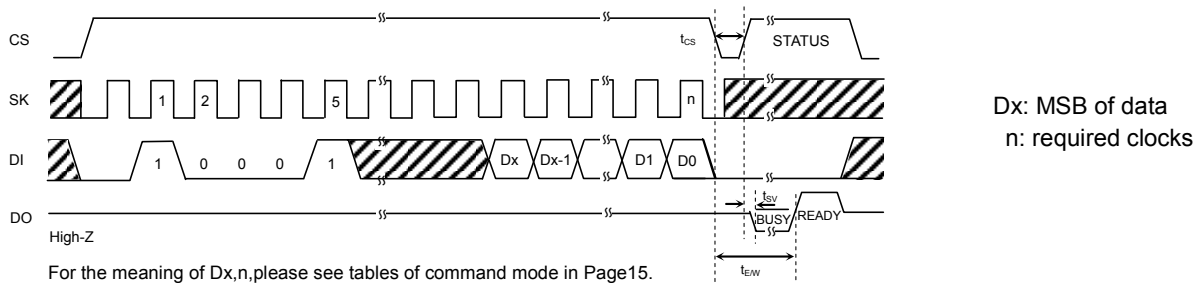 CS
tCS
STATUS
SK
1 2 5 n
Dx: MSB of data
n: required clocks
DI
1 0 0 0 1 Dx Dx-1 D1 D0
tSV
DO
BUSY READY
High-Z
tE/W
For the meaning of Dx,n,please see tables of command mode in Page15.